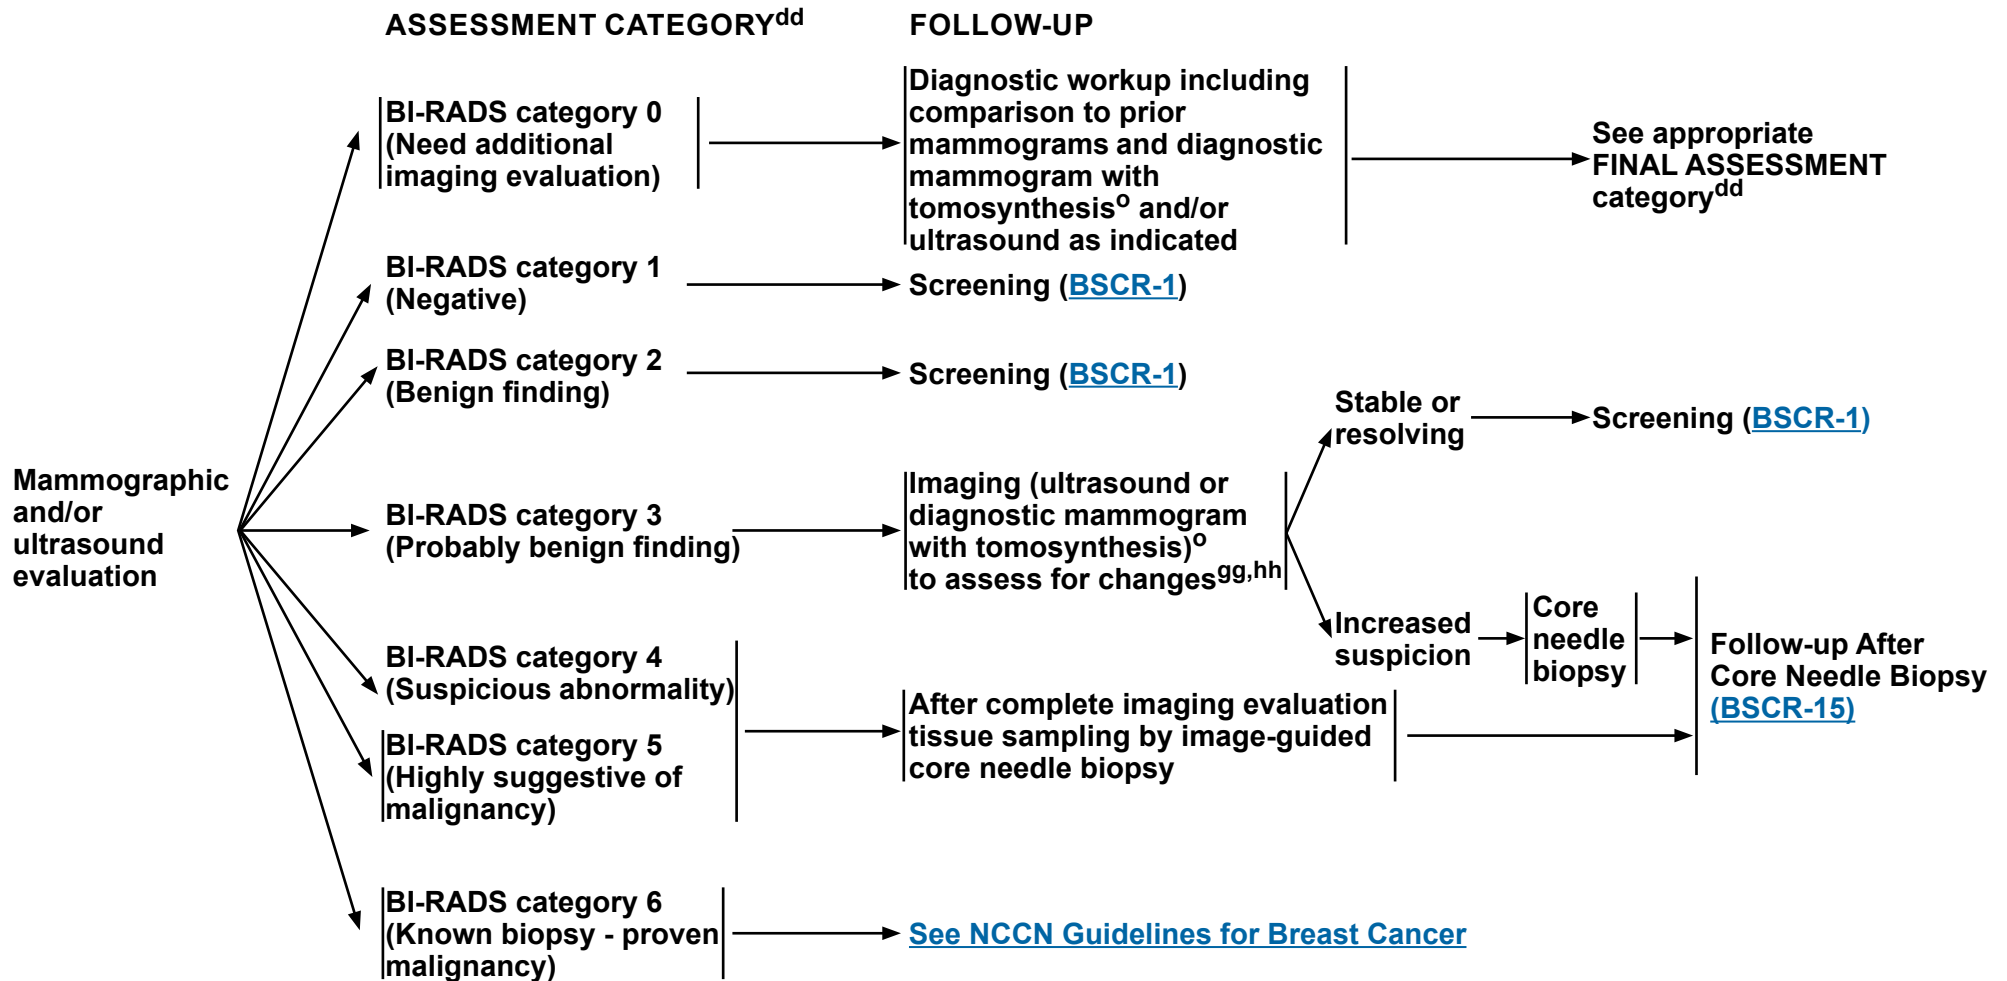 ASSESSMENT CATEGORYdd
FOLLOW-UP
Mammographic
and/or
ultrasound
evaluation
BI-RADS category 0
(Need additional
imaging evaluation)
Diagnostic workup including
comparison to prior
mammograms and diagnostic
mammogram with
tomosynthesiso and/or
ultrasound as indicated
See appropriate
FINAL ASSESSMENT
categorydd
BI-RADS category 1
(Negative)
Screening (BSCR-1)
BI-RADS category 2
(Benign finding)
Screening (BSCR-1)
BI-RADS category 3
(Probably benign finding)
Imaging (ultrasound or
diagnostic mammogram
with tomosynthesis)o
to assess for changesgg,hh
Stable or
resolving
Screening (BSCR-1)
Increased
suspicion
Core
needle
biopsy
Follow-up After
Core Needle Biopsy
(BSCR-15)
BI-RADS category 4
(Suspicious abnormality)
BI-RADS category 5
(Highly suggestive of
malignancy)
After complete imaging evaluation
tissue sampling by image-guided
core needle biopsy
BI-RADS category 6
(Known biopsy - proven
malignancy)
See NCCN Guidelines for Breast Cancer